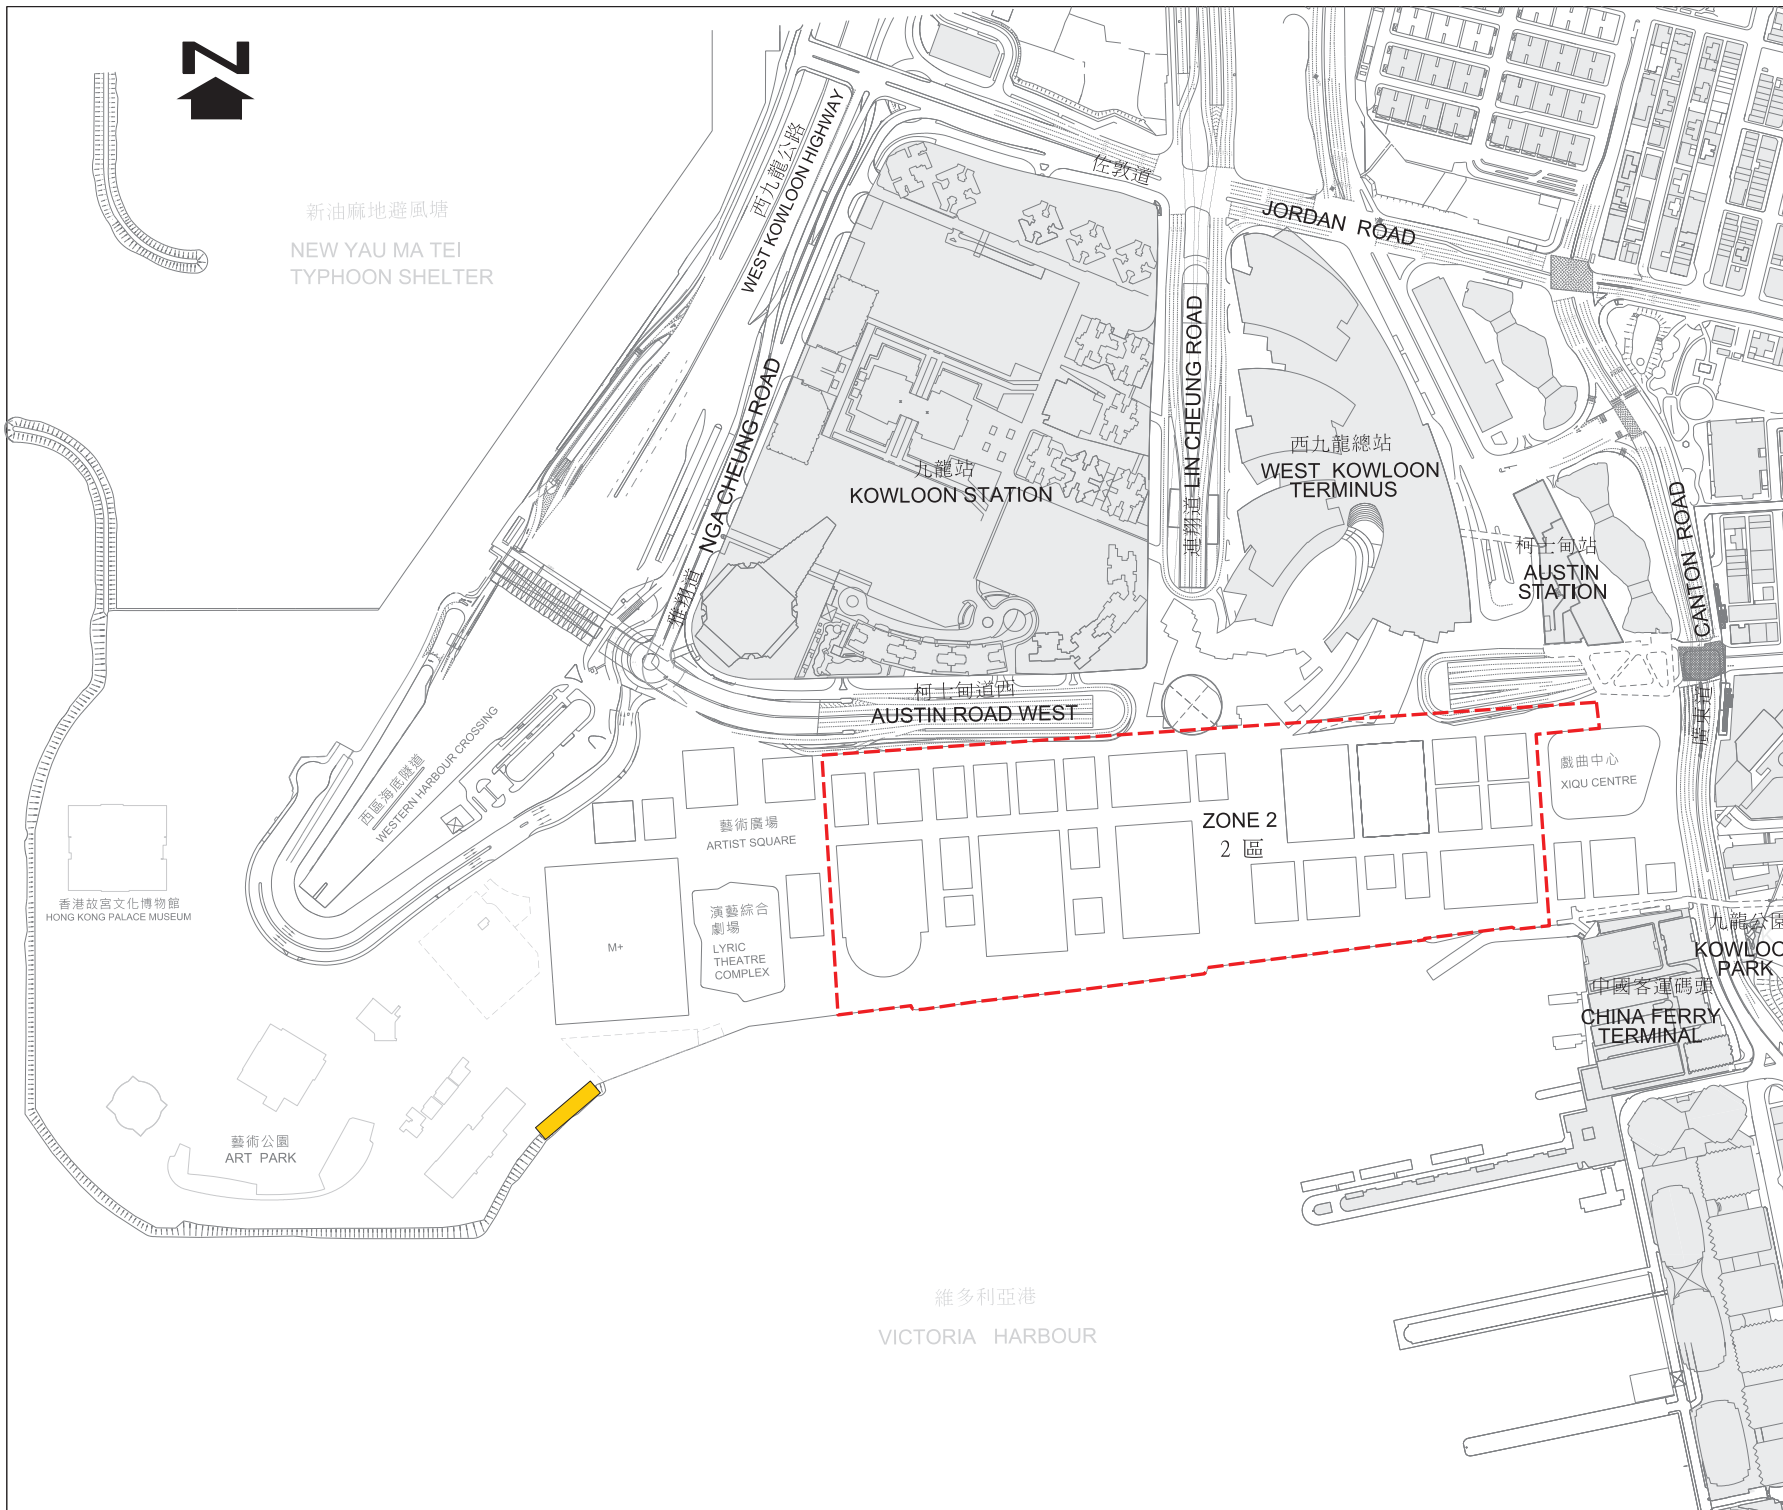 N
新油麻地避風塘
NEW YAU MA TEI
TYPHOON SHELTER
西九龍公路
WEST KOWLOON HIGHWAY
佐敦道
JORDAN ROAD
雅翔道
NGA CHEUNG ROAD
九龍站
KOWLOON STATION
連翔道
LIN CHEUNG ROAD
西九龍總站
WEST KOWLOON
TERMINUS
柯士甸站
AUSTIN
STATION
CANTON ROAD
廣東道
柯士甸道西
AUSTIN ROAD WEST
西區海底隧道
WESTERN HARBOUR CROSSING
戲曲中心
XIQU CENTRE
藝術廣場
ARTIST SQUARE
ZONE 2
2 區
香港故宮文化博物館
HONG KONG PALACE MUSEUM
M+
演藝綜合
劇場
LYRIC
THEATRE
COMPLEX
九龍公園
KOWLOO
PARK
中國客運碼頭
CHINA FERRY
TERMINAL
藝術公園
ART PARK
維多利亞港
VICTORIA HARBOUR